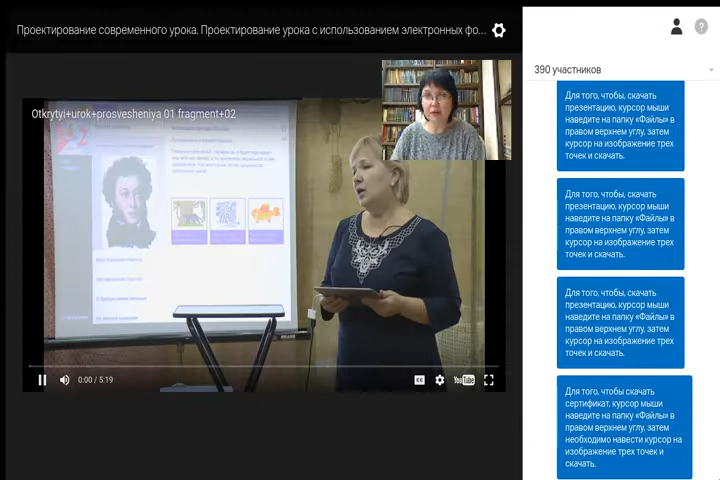 Проектирование современного урока. Проектирование урока с использованием электронных фо...
390 участников
Otkrytyi+urok+prosvesheniya 01 fragment+02
0:00 / 5:19
CC
YouTube
?
Для того, чтобы, скачать
презентацию, курсор мыши
наведите на папку «Файлы» в
правом верхнем углу, затем
курсор на изображение трех
точек и скачать.
Для того, чтобы, скачать
презентацию, курсор мыши
наведите на папку «Файлы» в
правом верхнем углу, затем
курсор на изображение трех
точек и скачать.
Для того, чтобы, скачать
презентацию, курсор мыши
наведите на папку «Файлы» в
правом верхнем углу, затем
курсор на изображение трех
точек и скачать.
Для того, чтобы скачать
сертификат, курсор мыши
наведите на папку «Файлы» в
правом верхнем углу, затем
необходимо навести курсор на
изображение трех точек и
скачать.